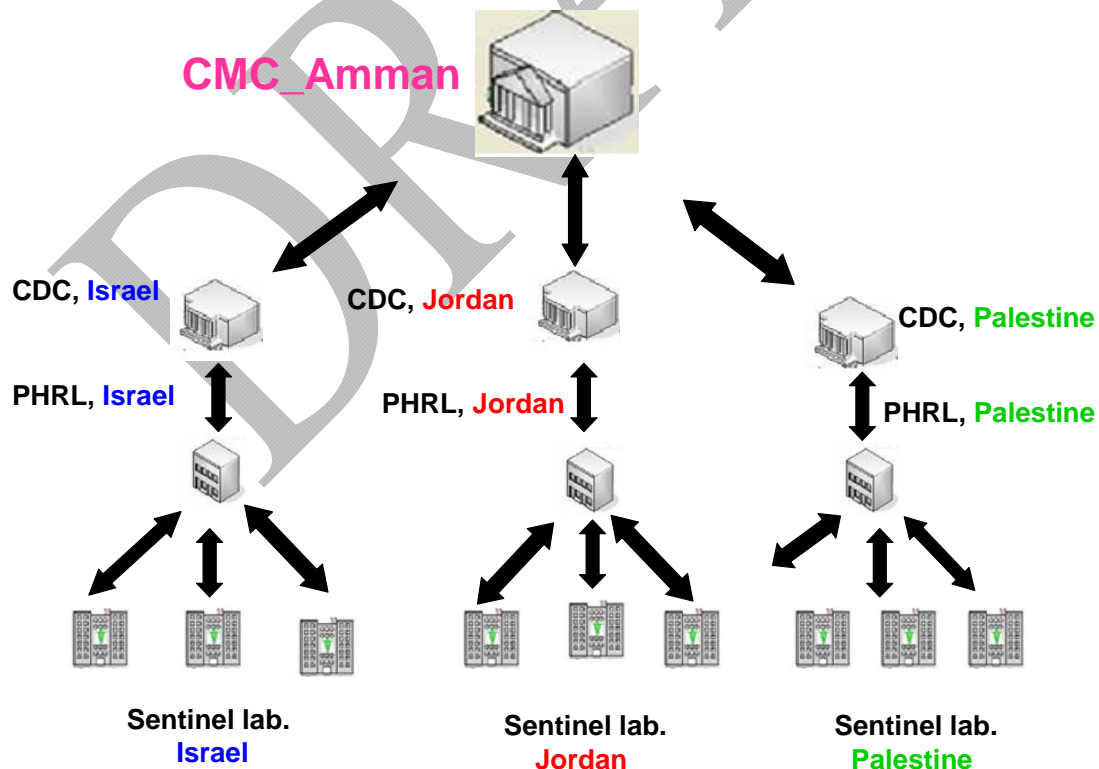 CMC_Amman
CDC, Israel
CDC, Jordan
CDC, Palestine
PHRL, Israel
PHRL, Jordan
PHRL, Palestine
Sentinel lab.
Israel
Sentinel lab.
Jordan
Sentinel lab.
Palestine